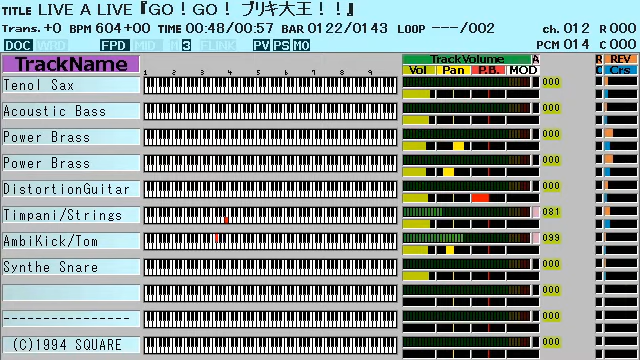 TITLE LIVE A LIVE『GO！GO！ ブリキ大王！！』
Trans.+0 BPM 604+00 TIME 00:48/00:57 BAR 0122/0143 LOOP ---/002 ch.012 R 000
DOC WRD FPD MID M 3 FLINK PV PS MO PCM 014 C 000
TrackName TrackVolume A R REV
1 2 3 4 5 6 7 8 9 Vol Pan P.B. MOD C Crs
Tenol Sax 000
Acoustic Bass 000
Power Brass 000
Power Brass 000
DistortionGuitar 000
Timpani/Strings 081
AmbiKick/Tom 099
Synthe Snare 000
000
--------------- 000
(C)1994 SQUARE 000